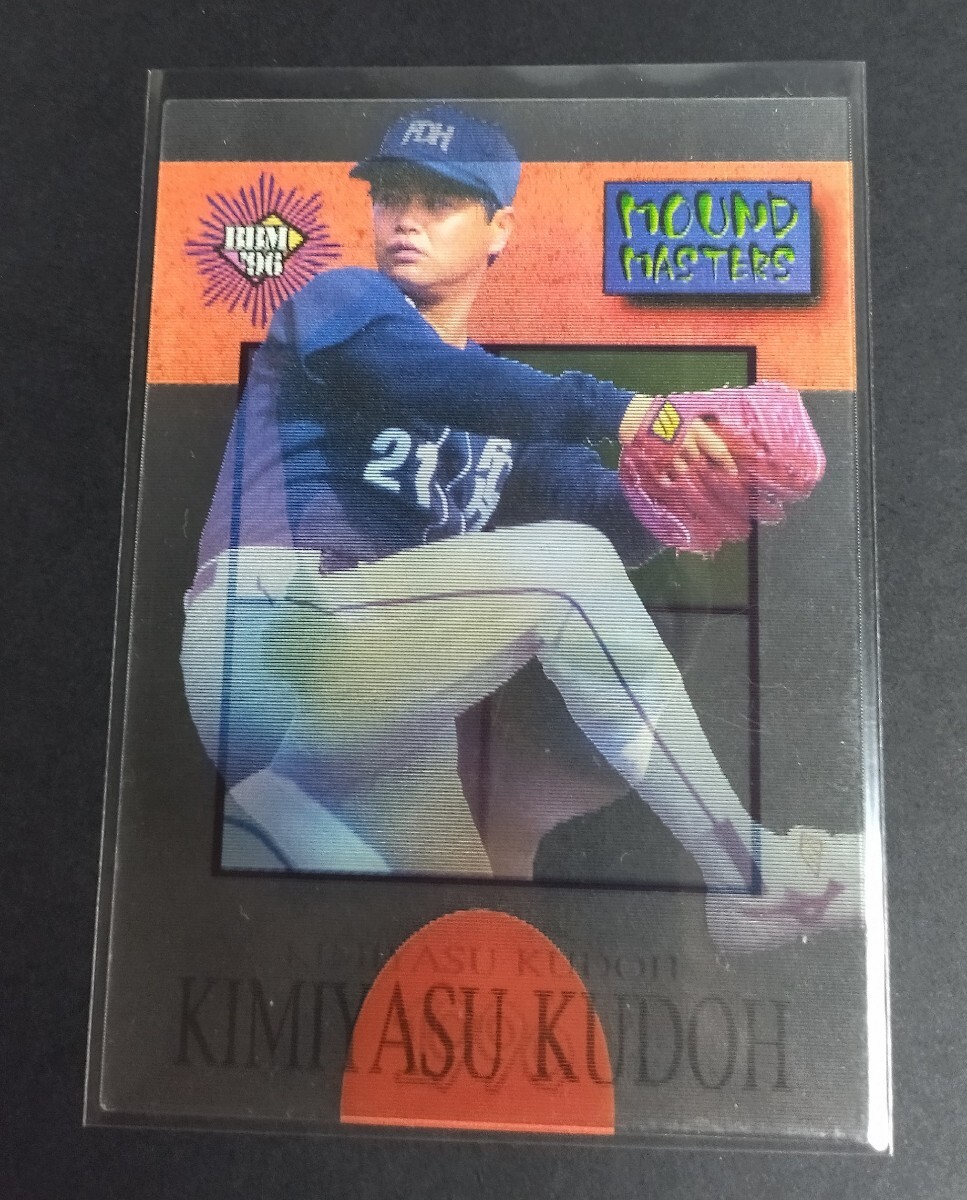 FDH
BBM
'96
MOUND
MASTERS
21
KIMIYASU KUDOH
KIMIYASU KUDOH